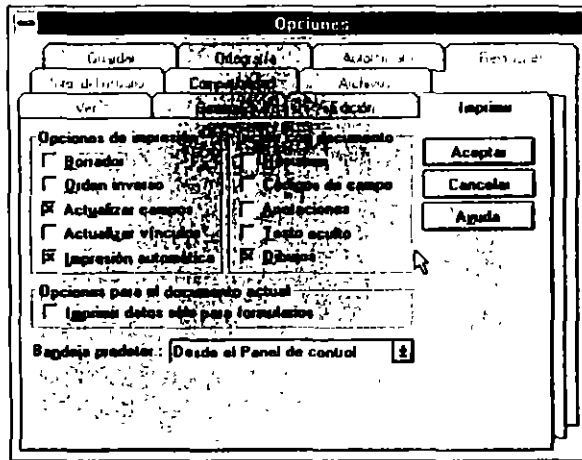 Opciones
Guardar Ortografía
Compatibilidad Archivos
Ver Edición Imprimir
Opciones de impresión documento
Borrador
Orden inverso Códigos de campo
Actualizar campos Anotaciones
Actualizar vínculos Texto oculto
Impresión automática Dibujos
Aceptar
Cancelar
Ayuda
Opciones para el documento actual
Imprimir datos sólo para formularios
Bandeja predeter.: Desde el Panel de control